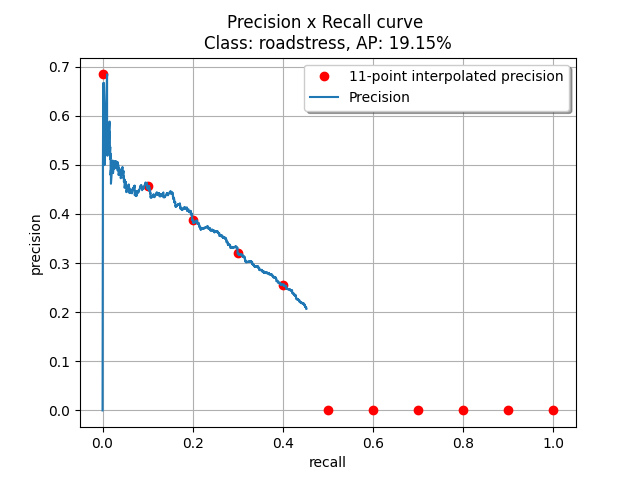 Precision x Recall curve
Class: roadstress, AP: 19.15%
11-point interpolated precision
Precision
0.7
0.6
0.5
0.4
0.3
0.2
0.1
0.0
precision
0.0 0.2 0.4 0.6 0.8 1.0
recall